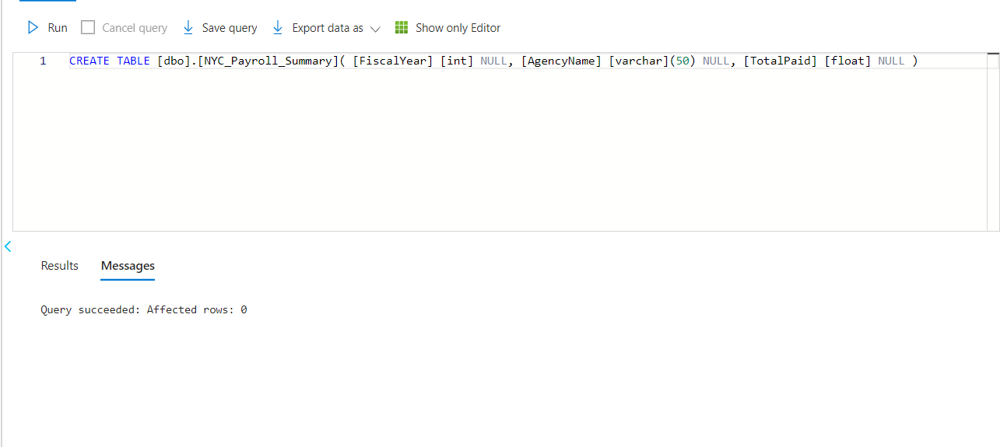 Run Cancel query Save query Export data as Show only Editor
1 CREATE TABLE [dbo].[NYC_Payroll_Summary]( [FiscalYear] [int] NULL, [AgencyName] [varchar](50) NULL, [TotalPaid] [float] NULL )
Results Messages
Query succeeded: Affected rows: 0